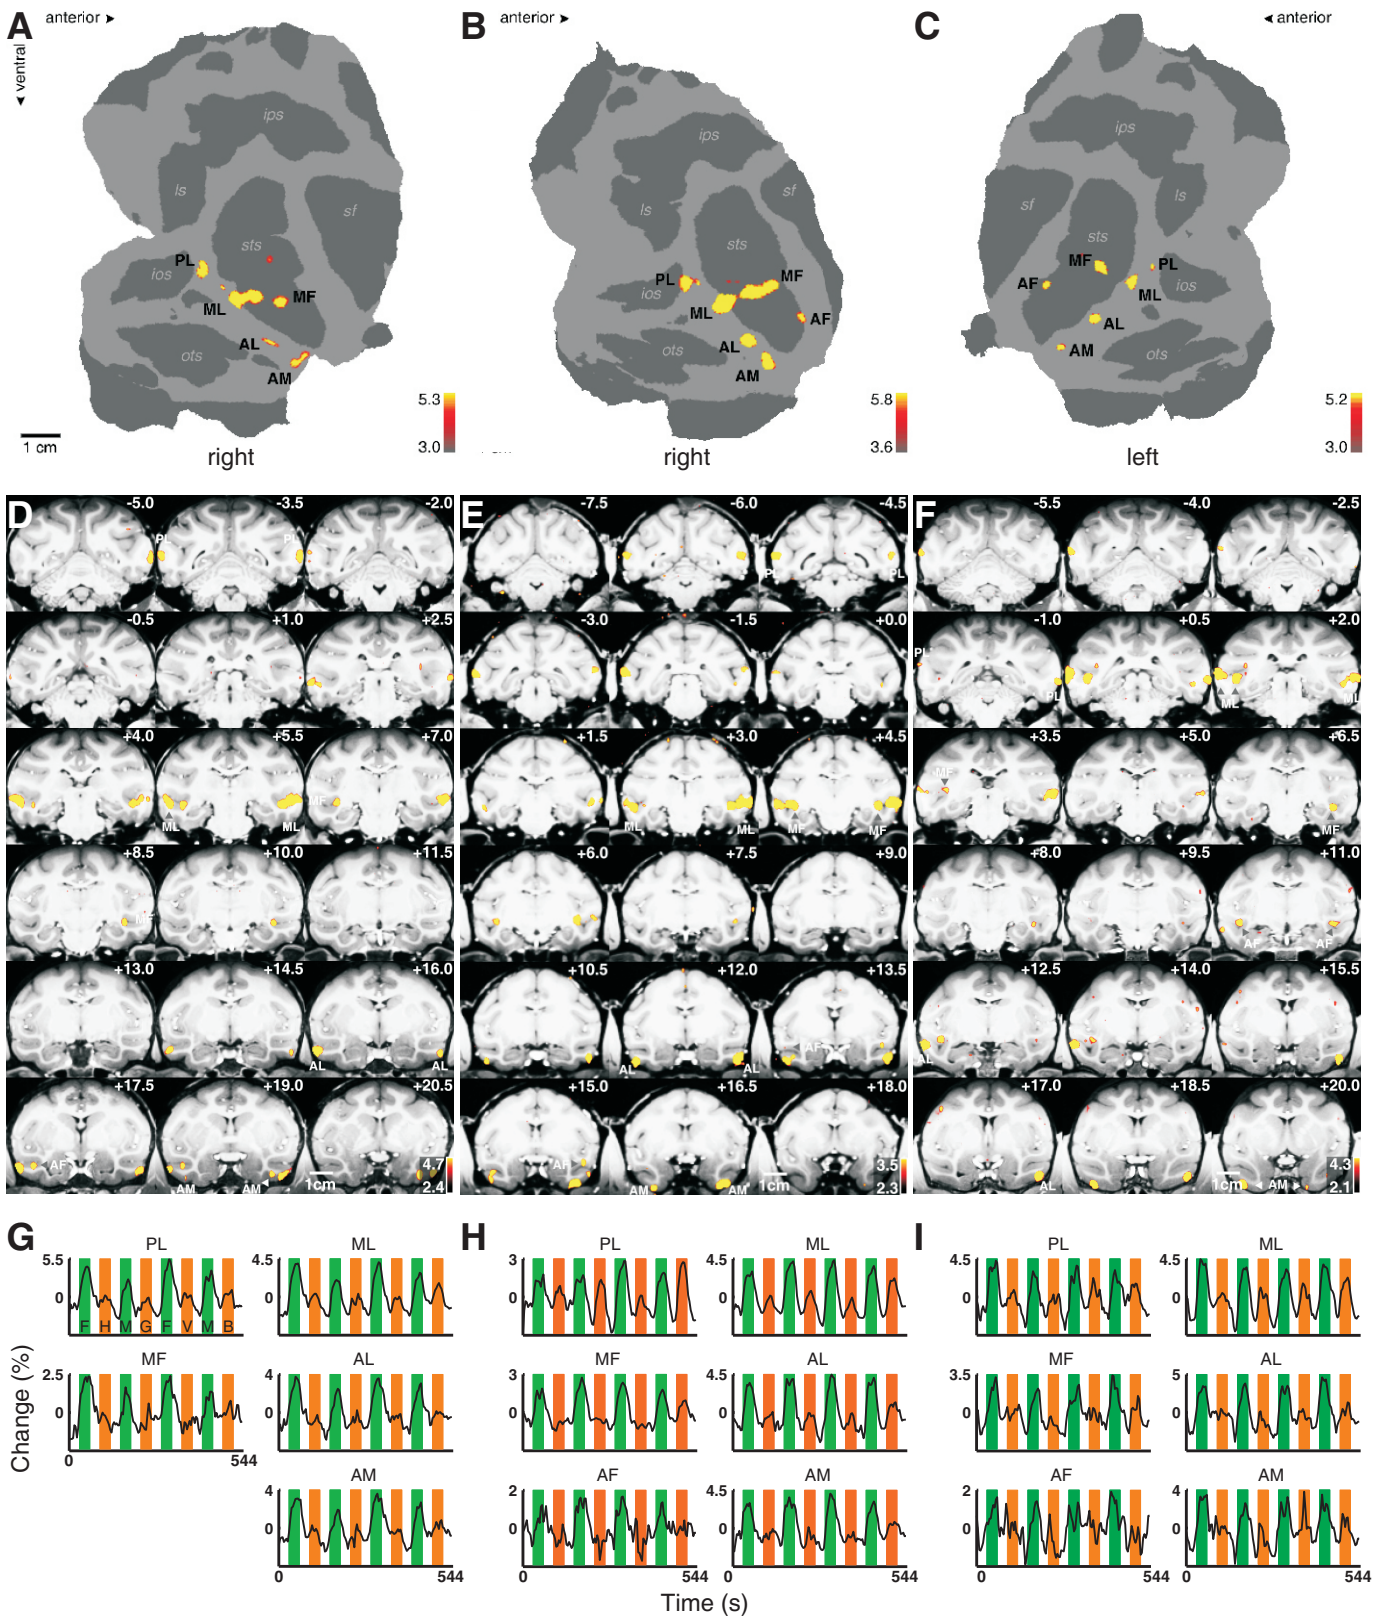 A anterior ► B anterior ► C ◄ anterior
◄ ventral
ips
ls
sf
sts
PL
ios
MF
ML
AL
ots
AM
5.3
3.0
1 cm
right
ips
sf
ls
sts
PL
MF
ios
ML
AF
AL
ots
AM
5.8
3.6
right
ips
ls
sf
sts
MF
PL
AF
ios
ML
AL
AM
ots
5.2
3.0
left
D -5.0 -3.5 -2.0
PL PL
-0.5 +1.0 +2.5
+4.0 +5.5 +7.0
MF
ML ML
+8.5 +10.0 +11.5
MF
+13.0 +14.5 +16.0
AL AL
+17.5 +19.0 +20.5
AF
4.7
AM AM 1cm
2.4
E -7.5 -6.0 -4.5
PL PL
-3.0 -1.5 +0.0
+1.5 +3.0 +4.5
ML ML MF MF
+6.0 +7.5 +9.0
+10.5 +12.0 +13.5
AF
AL AL
+15.0 +16.5 +18.0
AF
3.5
AM AM 1cm
2.3
F -5.5 -4.0 -2.5
-1.0 +0.5 +2.0
PL
PL ML ML
+3.5 +5.0 +6.5
MF
MF
+8.0 +9.5 +11.0
AF AF
+12.5 +14.0 +15.5
AL
+17.0 +18.5 +20.0
4.3
AL 1cm ◄ AM ►
2.1
G
Change (%)
PL
5.5
0
F H M G F V M B
ML
4.5
0
MF
2.5
0
0 544
AL
4
0
AM
4
0
0 544
H
PL
3
0
ML
4.5
0
MF
3
0
AL
4.5
0
AF
2
0
0
AM
4.5
0
0 544
I
PL
4.5
0
ML
4.5
0
MF
3.5
0
AL
5
0
AF
2
0
0 544
AM
4
0
0 544
Time (s)